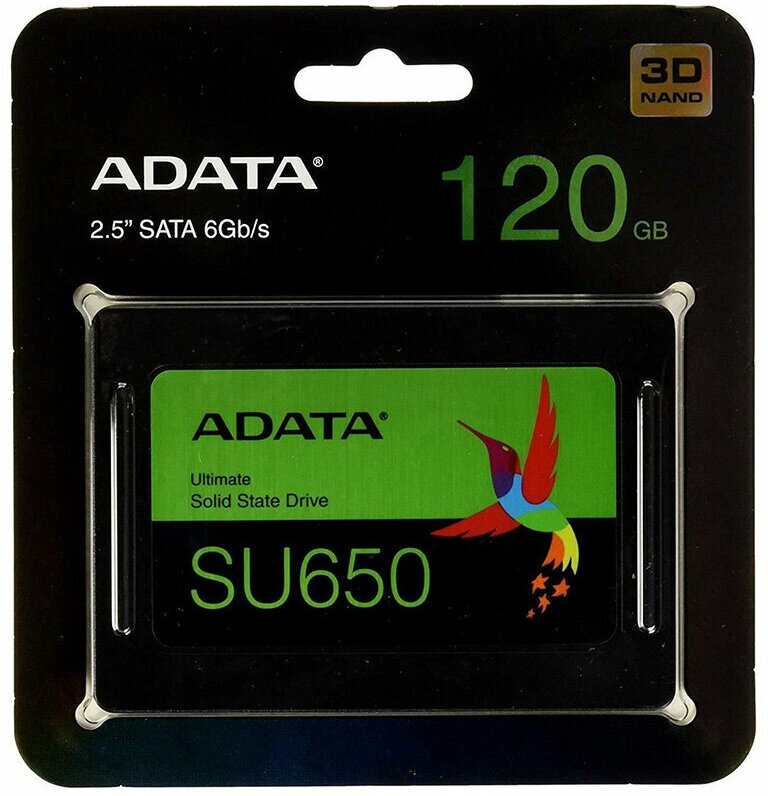 3D
NAND
ADATA®
120 GB
2.5” SATA 6Gb/s
ADATA®
Ultimate
Solid State Drive
SU650